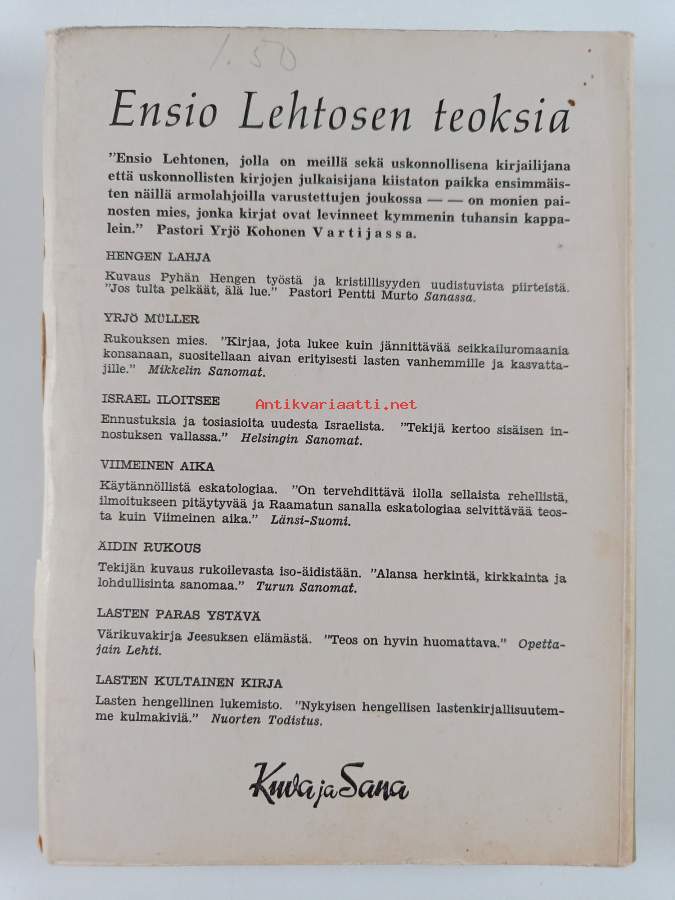 1.50
Ensio Lehtosen teoksia
"Ensio Lehtonen, jolla on meillä sekä uskonnollisena kirjailijana
että uskonnollisten kirjojen julkaisijana kiistaton paikka ensimmäis-
ten näillä armolahjoilla varustettujen joukossa — — on monien pai-
nosten mies, jonka kirjat ovat levinneet kymmenin tuhansin kappa-
lein." Pastori Yrjö Kohonen Vartijassa.
HENGEN LAHJA
Kuvaus Pyhän Hengen työstä ja kristillisyyden uudistuvista piirteistä.
"Jos tulta pelkäät, älä lue." Pastori Pentti Murto Sanassa.
YRJÖ MÜLLER
Rukouksen mies. "Kirjaa, jota lukee kuin jännittävää seikkailuromaania
konsanaan, suositellaan aivan erityisesti lasten vanhemmille ja kasvatta-
jille." Mikkelin Sanomat.
ISRAEL ILOITSEE
Antikvariaatti.net
Ennustuksia ja tosiasioita uudesta Israelista. "Tekijä kertoo sisäisen in-
nostuksen vallassa." Helsingin Sanomat.
VIIMEINEN AIKA
Käytännöllistä eskatologiaa. "On tervehdittävä ilolla sellaista rehellistä,
ilmoitukseen pitäytyvää ja Raamatun sanalla eskatologiaa selvittävää teos-
ta kuin Viimeinen aika." Länsi-Suomi.
ÄIDIN RUKOUS
Tekijän kuvaus rukoilevasta iso-äidistään. "Alansa herkintä, kirkkainta ja
lohdullisinta sanomaa." Turun Sanomat.
LASTEN PARAS YSTÄVÄ
Värikuvakirja Jeesuksen elämästä. "Teos on hyvin huomattava." Opetta-
jain Lehti.
LASTEN KULTAINEN KIRJA
Lasten hengellinen lukemisto. "Nykyisen hengellisen lastenkirjallisuutem-
me kulmakiviä." Nuorten Todistus.
Kuva ja Sana